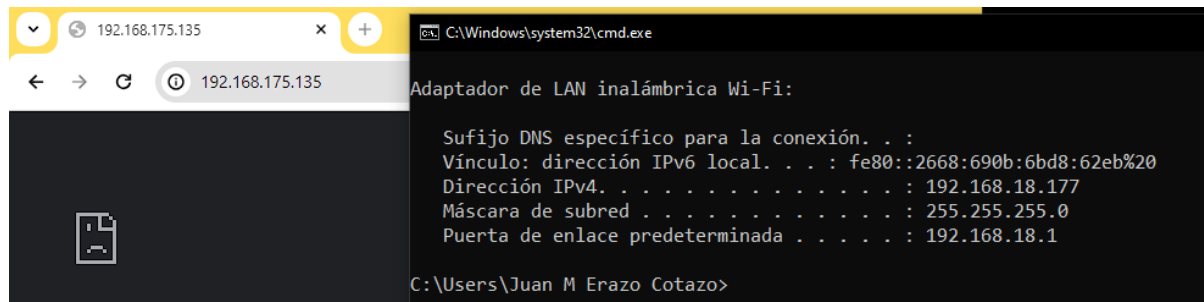 192.168.175.135
192.168.175.135
C:\Windows\system32\cmd.exe
Adaptador de LAN inalámbrica Wi-Fi:
Sufijo DNS específico para la conexión. . :
Vínculo: dirección IPv6 local. . . : fe80::2668:690b:6bd8:62eb%20
Dirección IPv4. . . . . . . . . . . . . . : 192.168.18.177
Máscara de subred . . . . . . . . . . . . : 255.255.255.0
Puerta de enlace predeterminada . . . . . : 192.168.18.1
C:\Users\Juan M Erazo Cotazo>